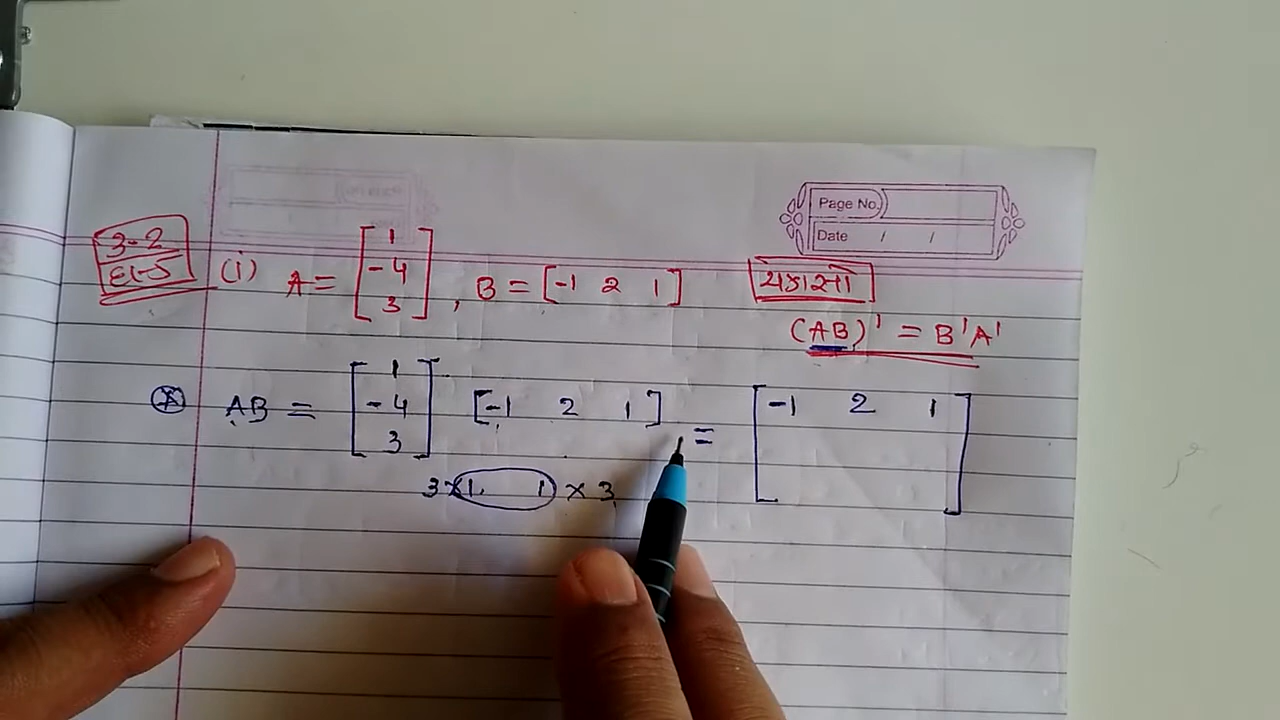 Page No.
Date / /
3-2
(i) A = [1 -4 3] , B = [-1 2 1] ચકાસો
(AB)' = B'A'
AB = [1 -4 3] [-1 2 1] = [-1 2 1]
3 × 1 1 × 3